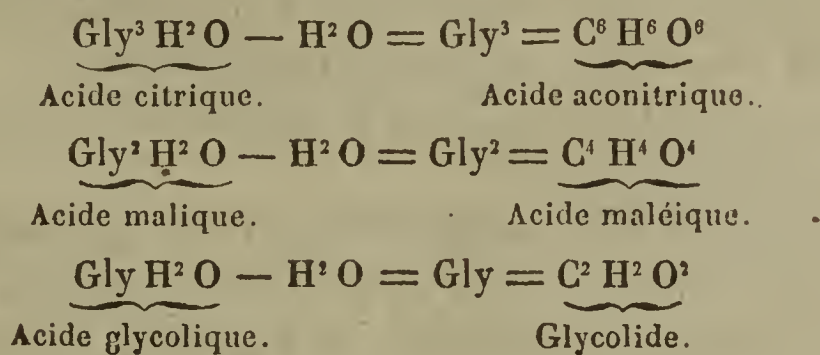 Gly³ H² O — H² O = Gly³ = C⁶ H⁶ O⁶
Acide citrique. Acide aconitrique..
Gly² H² O — H² O = Gly² = C⁴ H⁴ O⁴
Acide malique. Acide maléique.
Gly H² O — H² O = Gly = C² H² O²
Acide glycolique. Glycolide.